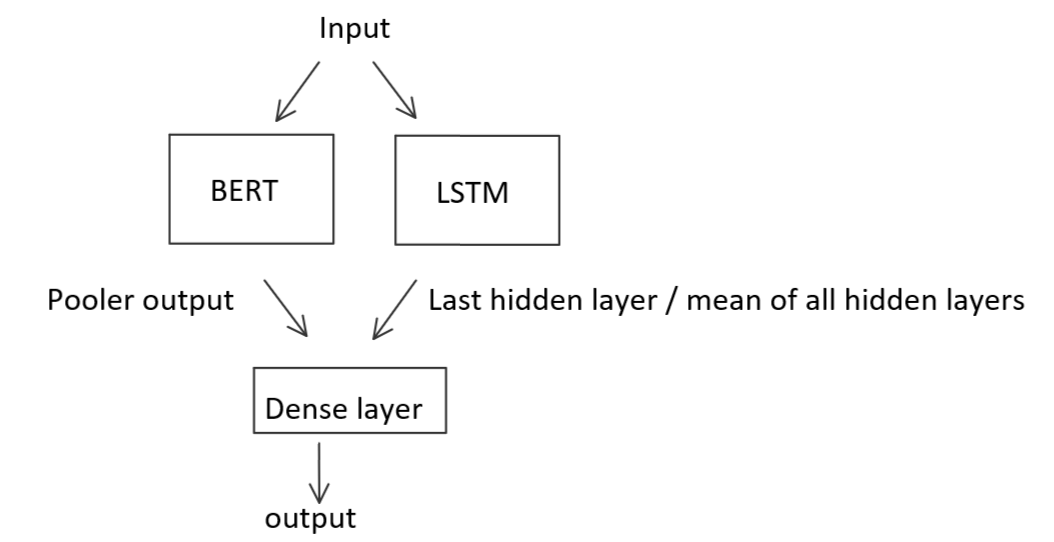 Input
BERT
LSTM
Pooler output
Last hidden layer / mean of all hidden layers
Dense layer
output